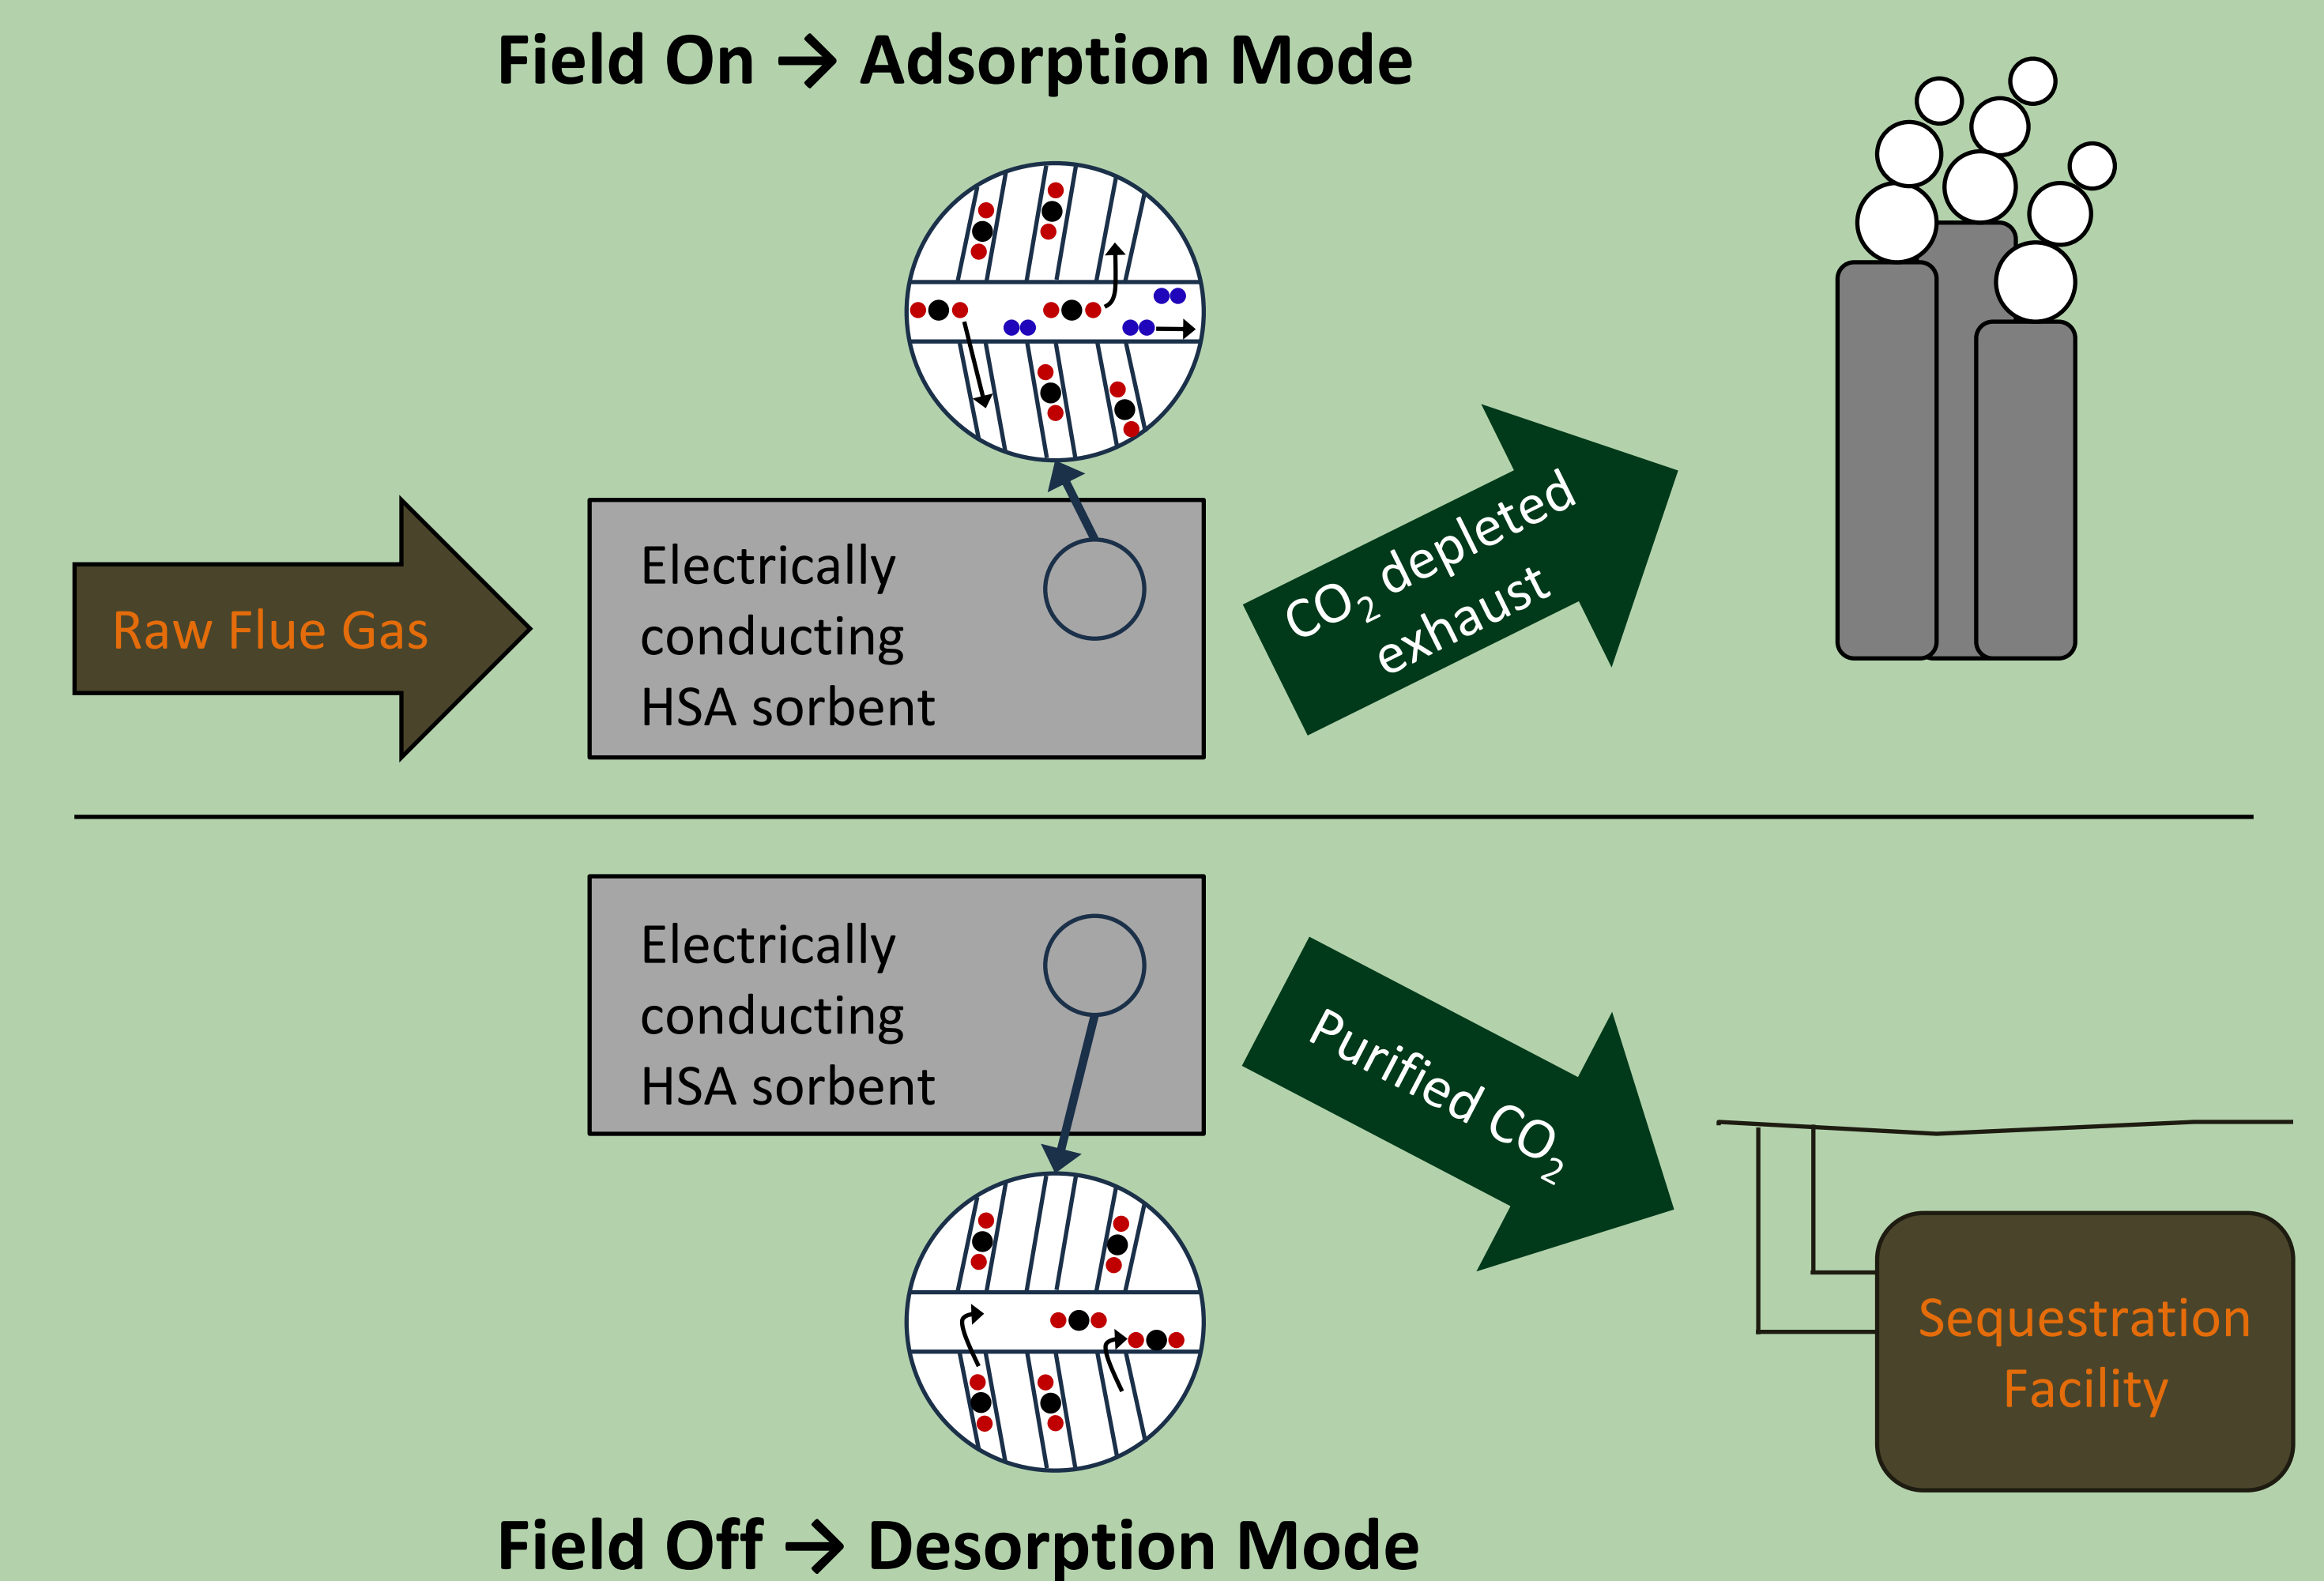 Field On → Adsorption Mode
Raw Flue Gas
Electrically
conducting
HSA sorbent
CO₂ depleted
exhaust
Electrically
conducting
HSA sorbent
Purified CO₂
Sequestration
Facility
Field Off → Desorption Mode